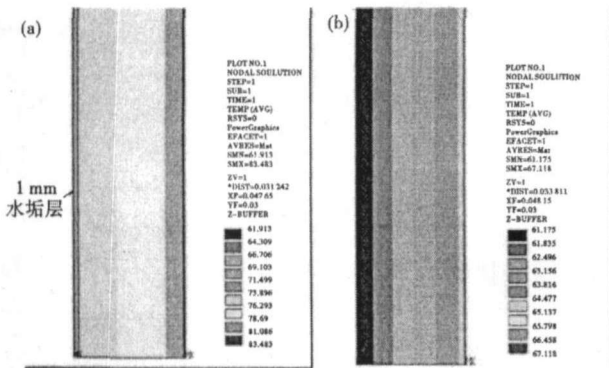 (a)
PLOT NO.1
NODAL SOULUTION
STEP=1
SUB=1
TIME=1
TEMP (AVG)
RSYS=0
PowerGraphics
EFACET=1
AVRES=Mat
SMN=61.913
SMX=83.483
ZV=1
*DIST=0.031 242
XF=0.047 65
YF=0.03
Z-BUFFER
61.913
64.309
66.706
69.103
71.499
73.896
76.293
78.69
81.086
83.483
1 mm
水垢层
(b)
PLOT NO.1
NODAL SOULUTION
STEP=1
SUB=1
TIME=1
TEMP (AVG)
RSYS=0
PowerGraphics
EFACET=1
AVRES=Mat
SMN=61.175
SMX=67.118
ZV=1
*DIST=0.033 811
XF=0.048 15
YF=0.03
Z-BUFFER
61.175
61.835
62.496
63.156
63.816
64.477
65.137
65.798
66.458
67.118